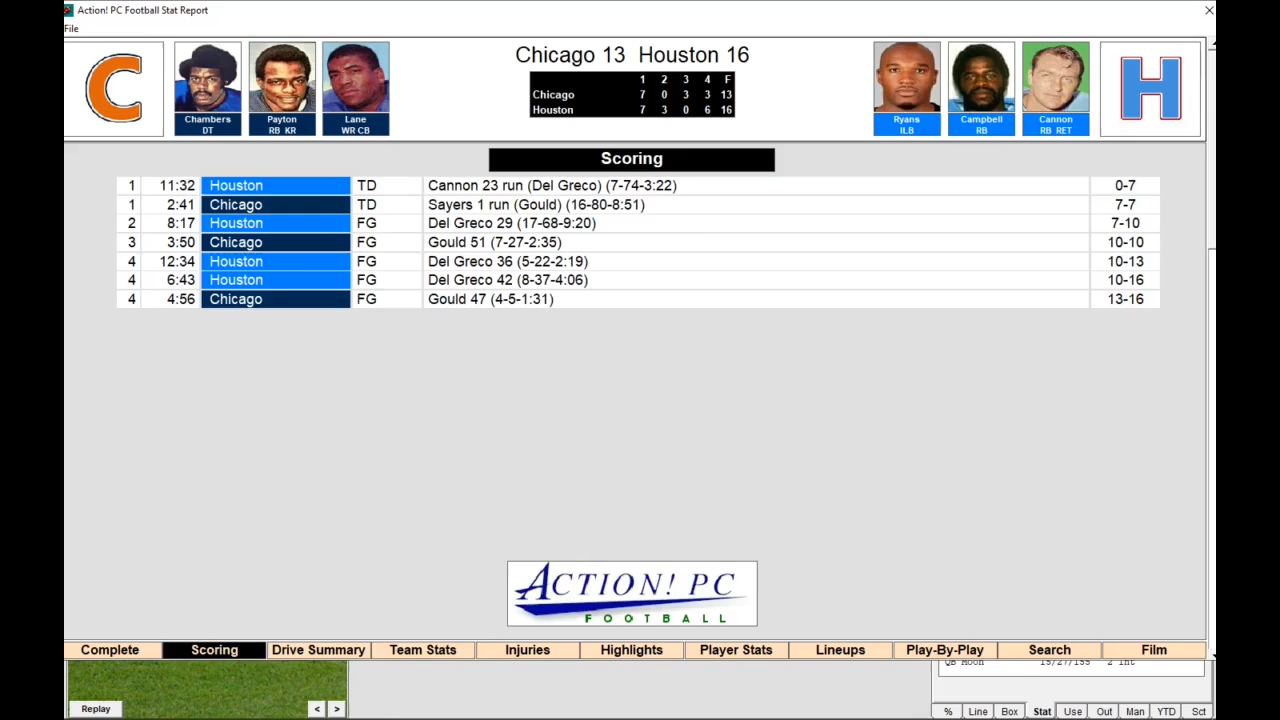 Action! PC Football Stat Report
File
C
Chambers
DT
Payton
RB KR
Lane
WR CB
Chicago 13 Houston 16
1 2 3 4 F
Chicago 7 0 3 3 13
Houston 7 3 0 6 16
Ryans
ILB
Campbell
RB
Cannon
RB RET
H
Scoring
1 11:32 Houston TD Cannon 23 run (Del Greco) (7-74-3:22) 0-7
1 2:41 Chicago TD Sayers 1 run (Gould) (16-80-8:51) 7-7
2 8:17 Houston FG Del Greco 29 (17-68-9:20) 7-10
3 3:50 Chicago FG Gould 51 (7-27-2:35) 10-10
4 12:34 Houston FG Del Greco 36 (5-22-2:19) 10-13
4 6:43 Houston FG Del Greco 42 (8-37-4:06) 10-16
4 4:56 Chicago FG Gould 47 (4-5-1:31) 13-16
ACTION! PC
FOOTBALL
Complete Scoring Drive Summary Team Stats Injuries Highlights Player Stats Lineups Play-By-Play Search Film
QB Moon 15/27/155 2 Int
Replay < >
% Line Box Stat Use Out Man YTD Sct